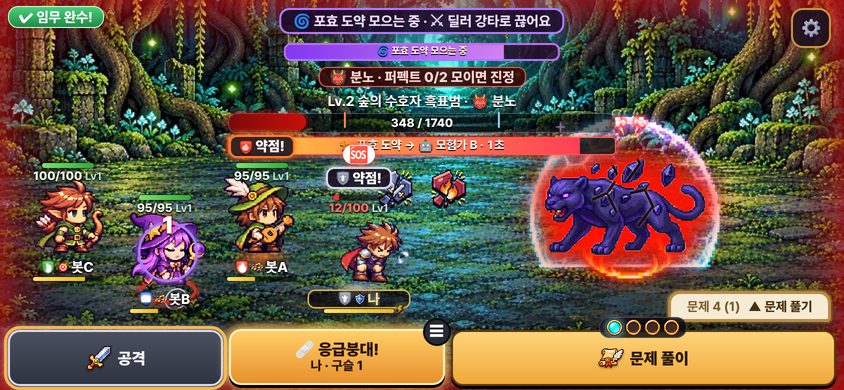 ✔ 임무 완수!
🌀 포효 도약 모으는 중 · ⚔ 딜러 강타로 끊어요
🌀 포효 도약 모으는 중
👹 분노 · 퍼펙트 0/2 모이면 진정
Lv.2 숲의 수호자 흑표범 · 👹 분노
348 / 1740
약점!
포효 도약 → 🤖 모험가 B · 1초
SOS
약점!
100/100 Lv1
95/95 Lv1
12/100 Lv1
95/95 Lv1
1
봇C
봇A
봇B
나
문제 4 (1) ▲ 문제 풀기
공격
응급붕대!
나 · 구슬 1
문제 풀이